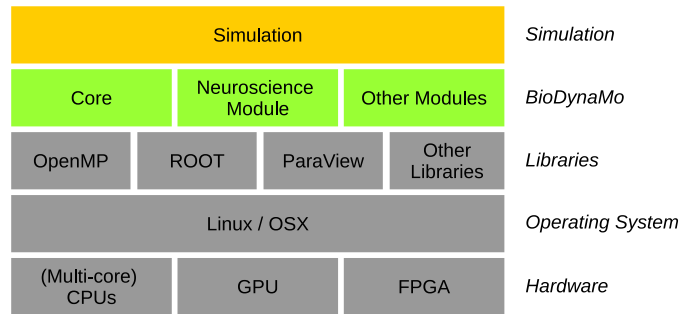 Simulation
Simulation
Core
Neuroscience
Module
Other Modules
BioDynaMo
OpenMP
ROOT
ParaView
Other
Libraries
Libraries
Linux / OSX
Operating System
(Multi-core)
CPUs
GPU
FPGA
Hardware